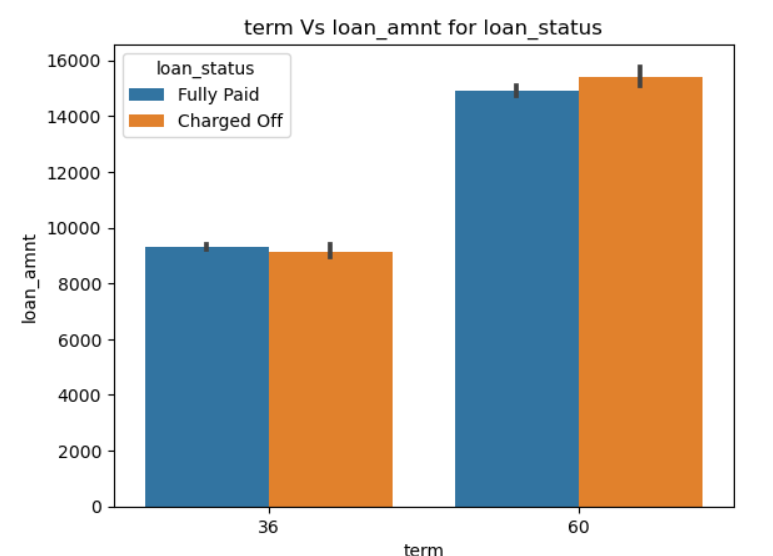 term Vs loan_amnt for loan_status
loan_status
Fully Paid
Charged Off
16000
14000
12000
10000
8000
6000
4000
2000
0
loan_amnt
36
60
term